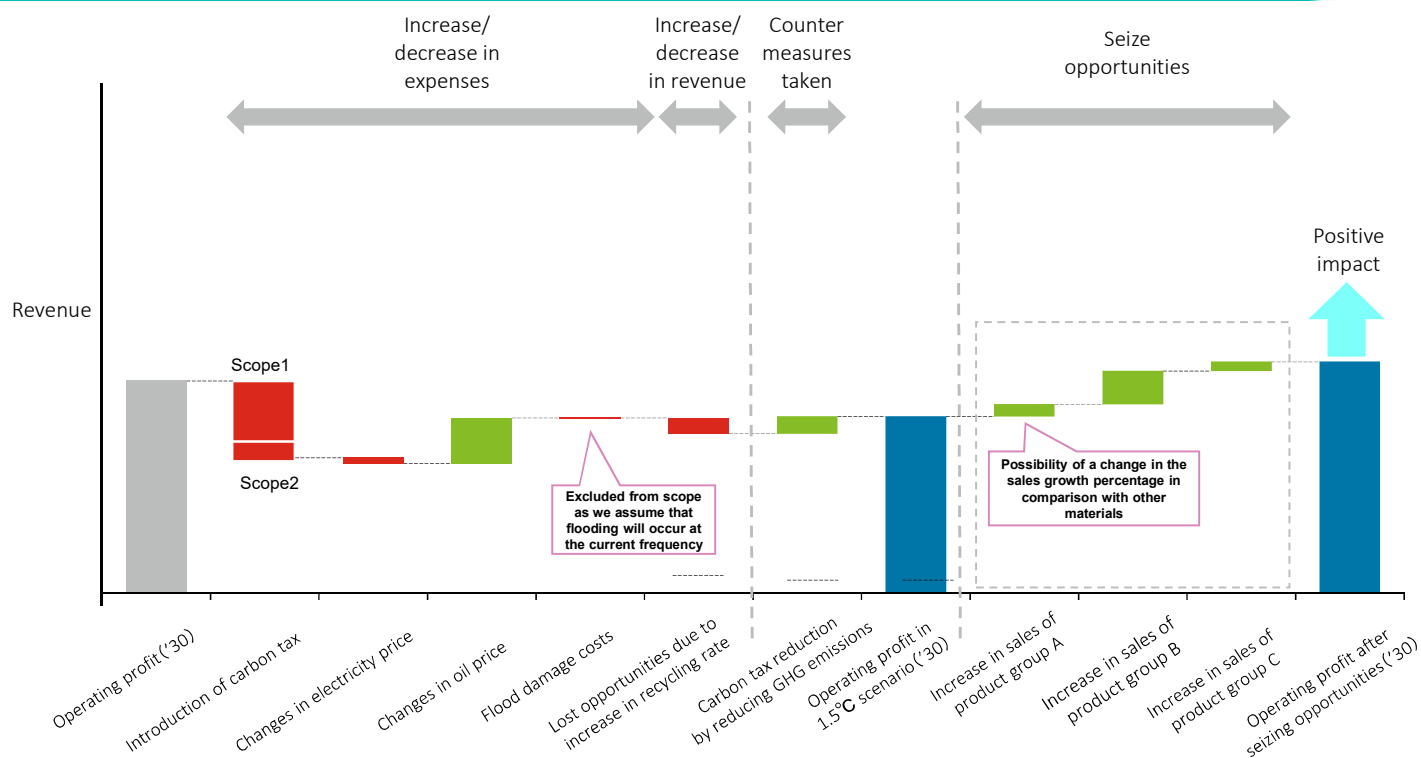 Increase/
decrease in
expenses
Increase/
decrease
in revenue
Counter
measures
taken
Seize
opportunities
Positive
impact
Revenue
Scope1
Scope2
Excluded from scope
as we assume that
flooding will occur at
the current frequency
Possibility of a change in the
sales growth percentage in
comparison with other
materials
Operating profit (’30)
Introduction of carbon tax
Changes in electricity price
Changes in oil price
Flood damage costs
Lost opportunities due to
increase in recycling rate
Carbon tax reduction
by reducing GHG emissions
Operating profit in
1.5℃ scenario (’30)
Increase in sales of
product group A
Increase in sales of
product group B
Increase in sales of
product group C
Operating profit after
seizing opportunities (’30)